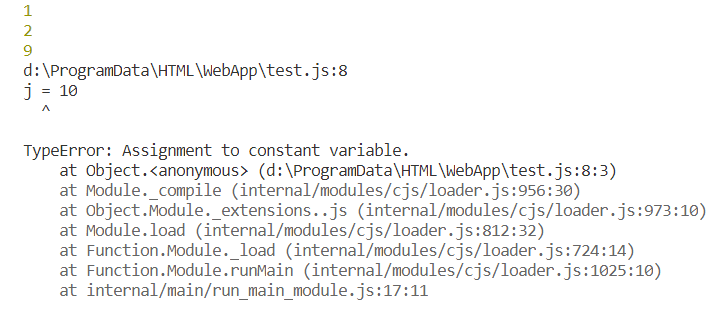 1
2
9
d:\ProgramData\HTML\WebApp\test.js:8
j = 10
  ^
TypeError: Assignment to constant variable.
    at Object.<anonymous> (d:\ProgramData\HTML\WebApp\test.js:8:3)
    at Module._compile (internal/modules/cjs/loader.js:956:30)
    at Object.Module._extensions..js (internal/modules/cjs/loader.js:973:10)
    at Module.load (internal/modules/cjs/loader.js:812:32)
    at Function.Module._load (internal/modules/cjs/loader.js:724:14)
    at Function.Module.runMain (internal/modules/cjs/loader.js:1025:10)
    at internal/main/run_main_module.js:17:11